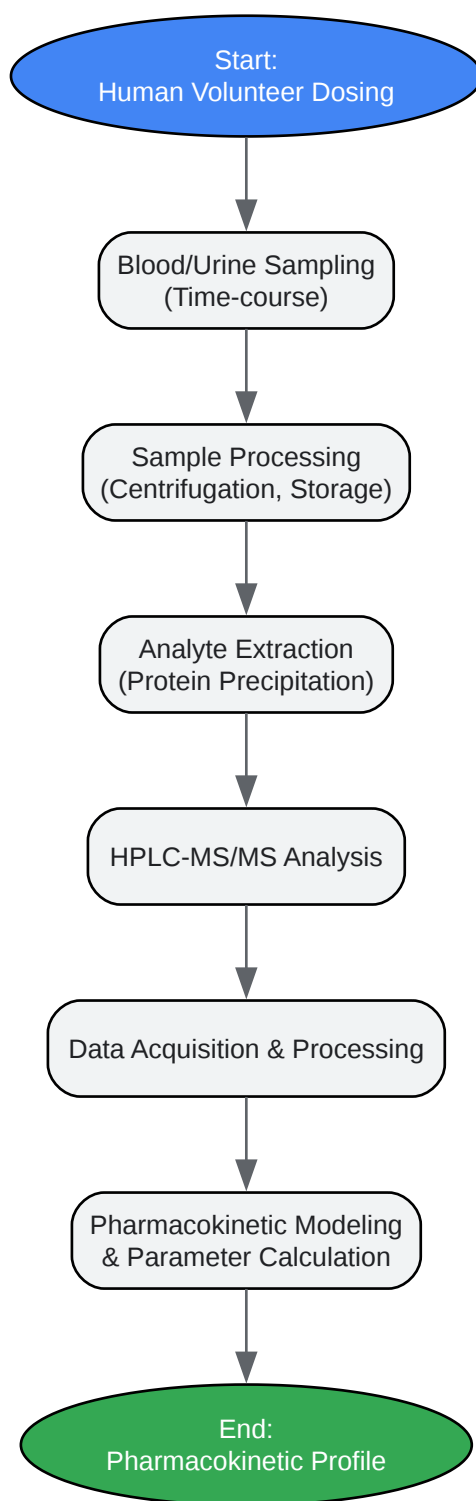 Start:
Human Volunteer Dosing
Blood/Urine Sampling
(Time-course)
Sample Processing
(Centrifugation, Storage)
Analyte Extraction
(Protein Precipitation)
HPLC-MS/MS Analysis
Data Acquisition & Processing
Pharmacokinetic Modeling
& Parameter Calculation
End:
Pharmacokinetic Profile